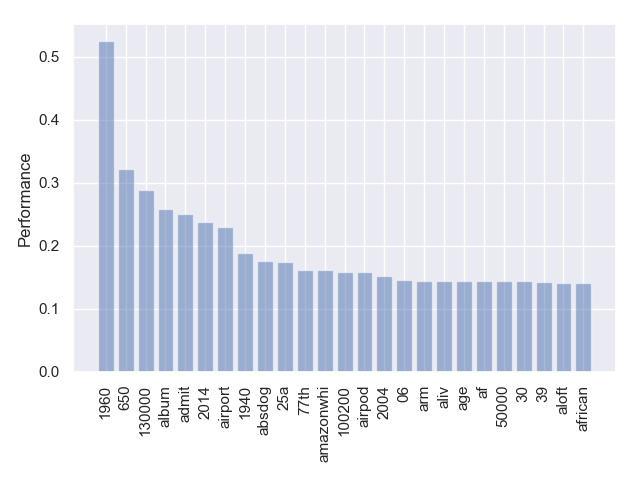 0.5
0.4
0.3
0.2
0.1
0.0
Performance
1960
650
130000
album
admit
2014
airport
1940
absdog
25a
77th
amazonwhi
100200
airpod
2004
06
arm
aliv
age
af
50000
30
39
aloft
african